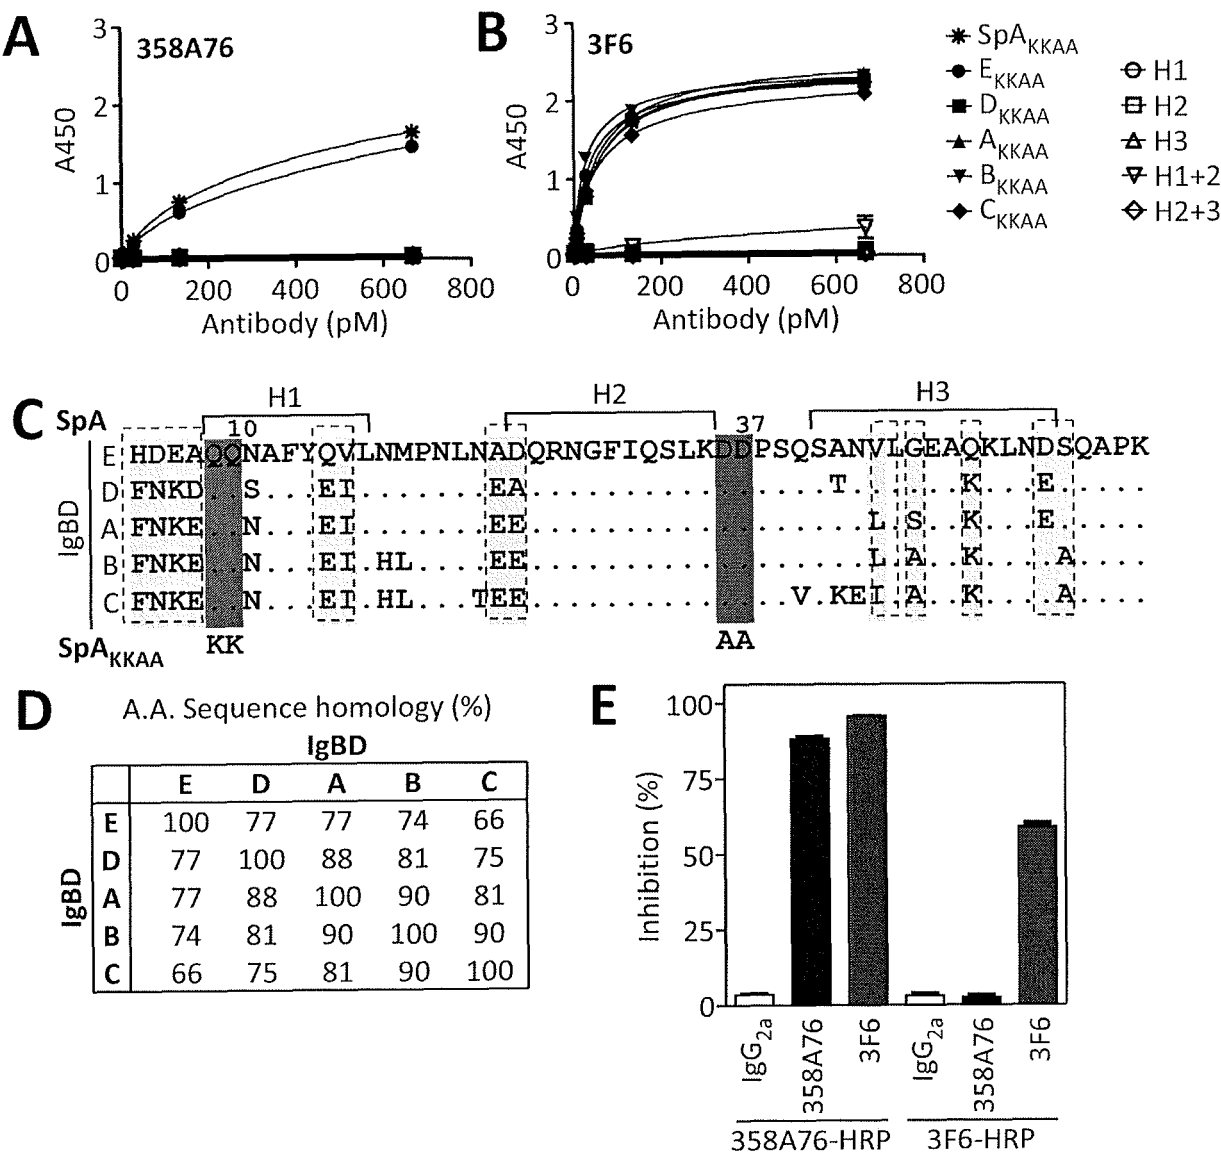 A
358A76
A450
3
2
1
0
0 200 400 600 800
Antibody (pM)
B
3F6
A450
3
2
1
0
0 200 400 600 800
Antibody (pM)
SpAKKAA
EKKAA
DKKAA
AKKAA
BKKAA
CKKAA
H1
H2
H3
H1+2
H2+3
C
H1 H2 H3
SpA 10 37
IgBD
E HDEAQQNAFYQVLNMPNLNADQRNGFIQSLKDDPSQSANVLGEAQKLNDSQAPK
D FNKD..S...EI.......EA................T......K...E.....
A FNKE..N...EI.......EE..................L.S..K...E.....
B FNKE..N...EI.HL....EE..................L.A..K....A....
C FNKE..N...EI.HL...TEE..............V.KEI.A..K....A....
SpAKKAA KK AA
D
A.A. Sequence homology (%)
IgBD
E D A B C
IgBD
E 100 77 77 74 66
D 77 100 88 81 75
A 77 88 100 90 81
B 74 81 90 100 90
C 66 75 81 90 100
E
Inhibition (%)
100
75
50
25
0
IgG2a 358A76 3F6 IgG2a 358A76 3F6
358A76-HRP 3F6-HRP